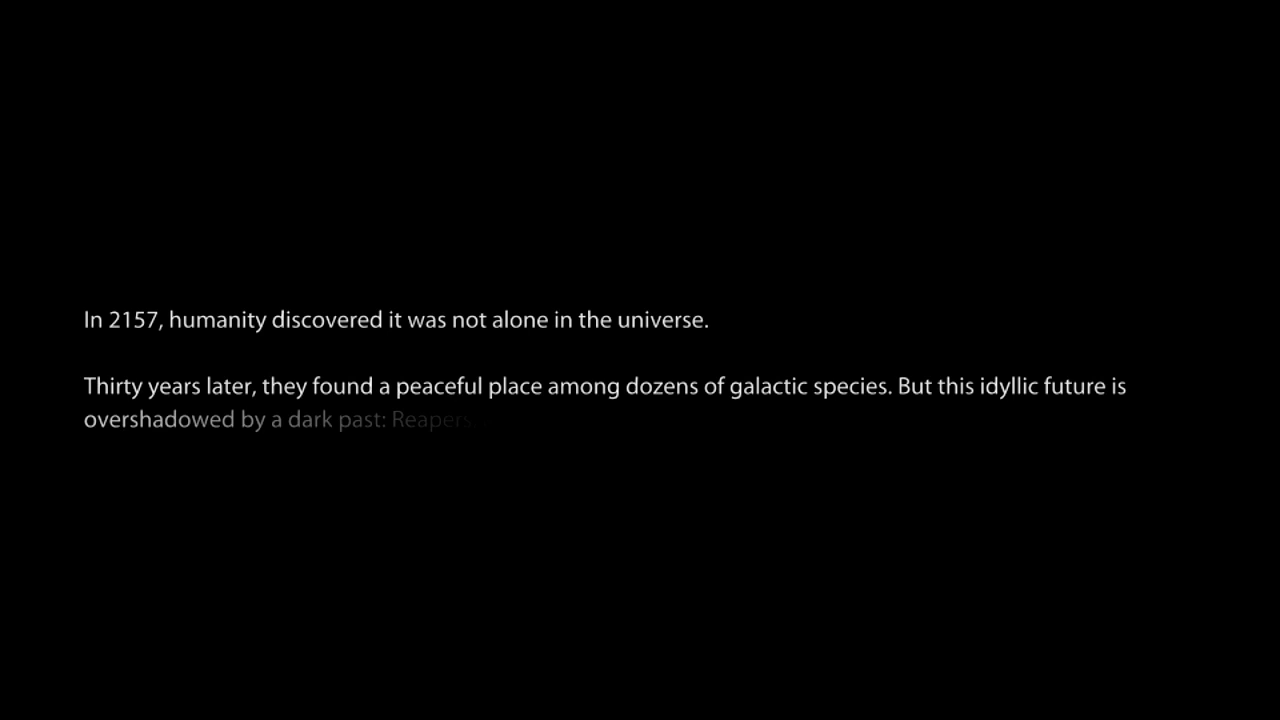 In 2157, humanity discovered it was not alone in the universe.
Thirty years later, they found a peaceful place among dozens of galactic species. But this idyllic future is
overshadowed by a dark past: Reapers...